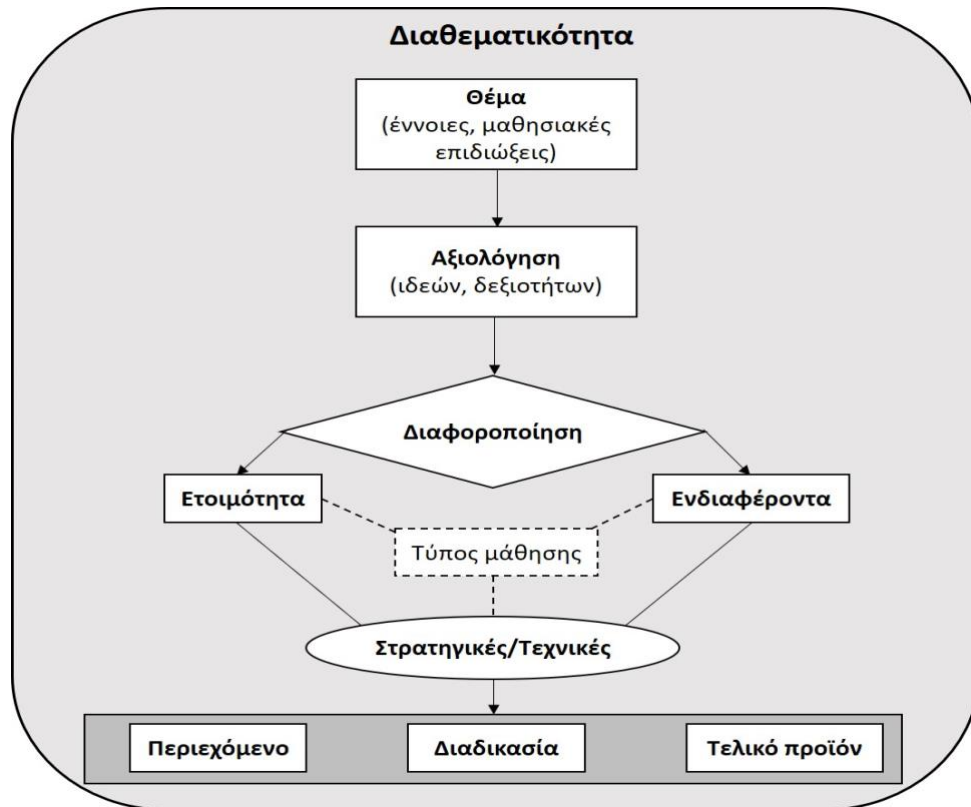 Διαθεματικότητα
Θέμα
(έννοιες, μαθησιακές
επιδιώξεις)
Αξιολόγηση
(ιδεών, δεξιοτήτων)
Διαφοροποίηση
Ετοιμότητα
Ενδιαφέροντα
Τύπος μάθησης
Στρατηγικές/Τεχνικές
Περιεχόμενο
Διαδικασία
Τελικό προϊόν